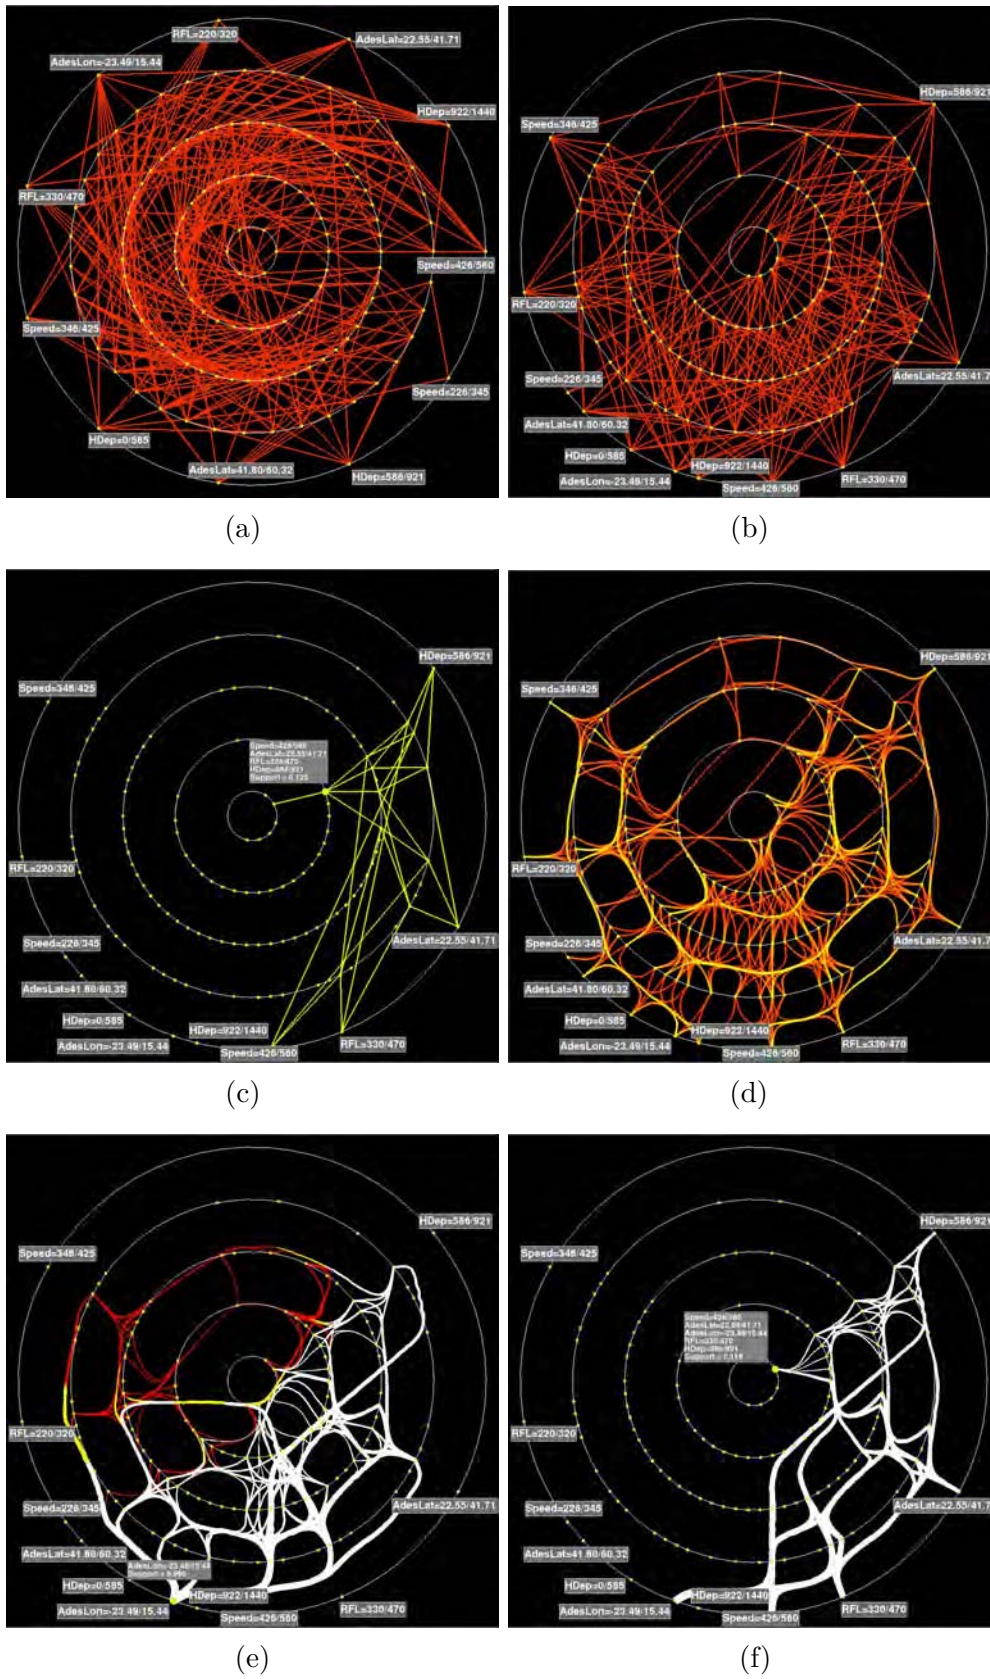 RFL=220/320
AdesLat=22.55/41.71
AdesLon=-23.49/15.44
HDep=922/1440
RFL=330/470
Speed=426/560
Speed=346/425
Speed=226/345
HDep=0/585
AdesLat=41.80/60.32
HDep=586/921
(a)
HDep=586/921
Speed=346/425
RFL=220/320
Speed=226/345
AdesLat=22.55/41.7
AdesLat=41.80/60.32
HDep=0/585
HDep=922/1440
AdesLon=-23.49/15.44
Speed=426/560
RFL=330/470
(b)
HDep=586/921
Speed=346/425
RFL=220/320
Speed=226/345
AdesLat=22.55/41.71
AdesLat=41.80/60.32
HDep=0/585
HDep=922/1440
AdesLon=-23.49/15.44
Speed=426/560
RFL=330/470
(c)
HDep=586/921
Speed=346/425
RFL=220/320
Speed=226/345
AdesLat=22.55/41.7
AdesLat=41.80/60.32
HDep=0/585
HDep=922/1440
AdesLon=-23.49/15.44
Speed=426/560
RFL=330/470
(d)
HDep=586/921
Speed=346/425
RFL=220/320
Speed=226/345
AdesLat=22.55/41.71
AdesLat=41.80/60.32
HDep=0/585
HDep=922/1440
AdesLon=-23.49/15.44
Speed=426/560
RFL=330/470
(e)
HDep=586/921
Speed=346/425
RFL=220/320
Speed=226/345
AdesLat=22.55/41.71
AdesLat=41.80/60.32
HDep=0/585
HDep=922/1440
AdesLon=-23.49/15.44
Speed=426/560
RFL=330/470
(f)